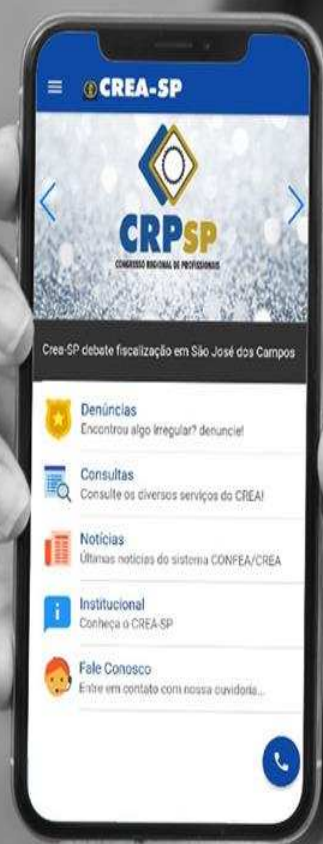 CREA-SP
CRPSP
CONGRESSO REGIONAL DE PROFISSIONAIS
Crea-SP debate fiscalização em São José dos Campos
Denúncias
Encontrou algo irregular? denuncie!
Consultas
Consulte os diversos serviços do CREA!
Notícias
Últimas notícias do sistema CONFEA/CREA
Institucional
Conheça o CREA-SP
Fale Conosco
Entre em contato com nossa ouvidoria...